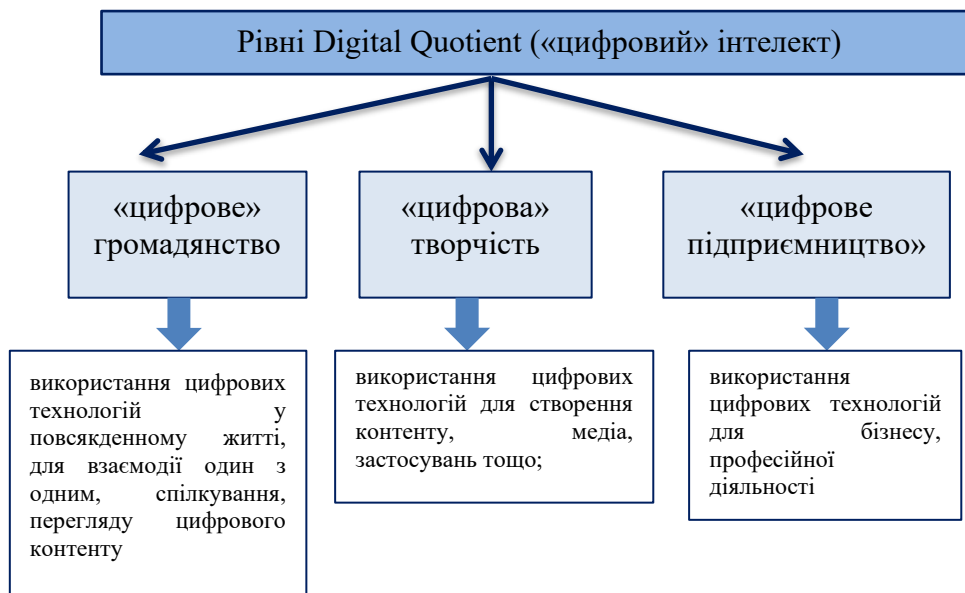 Рівні Digital Quotient («цифровий» інтелект)
«цифрове»
громадянство
«цифрова»
творчість
«цифрове
підприємництво»
використання цифрових
технологій у
повсякденному житті,
для взаємодії один з
одним, спілкування,
перегляду цифрового
контенту
використання цифрових
технологій для створення
контенту, медіа,
застосувань тощо;
використання
цифрових технологій
для бізнесу,
професійної
діяльності